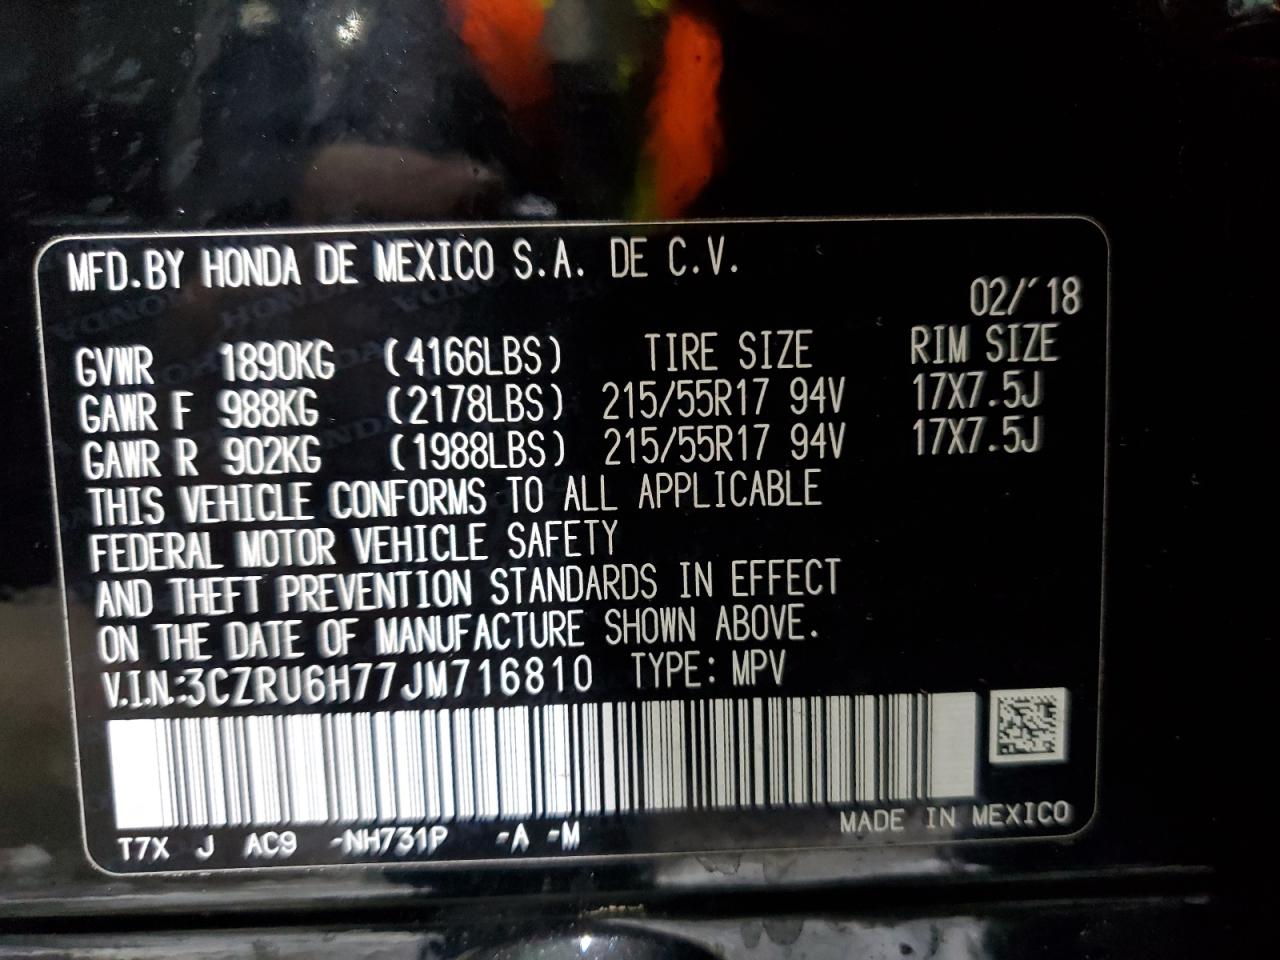 MFD.BY HONDA DE MEXICO S.A. DE C.V.
02/'18
GVWR 1890KG (4166LBS) TIRE SIZE RIM SIZE
GAWR F 988KG (2178LBS) 215/55R17 94V 17X7.5J
GAWR R 902KG (1988LBS) 215/55R17 94V 17X7.5J
THIS VEHICLE CONFORMS TO ALL APPLICABLE
FEDERAL MOTOR VEHICLE SAFETY
AND THEFT PREVENTION STANDARDS IN EFFECT
ON THE DATE OF MANUFACTURE SHOWN ABOVE.
V.I.N.:3CZRU6H77JM716810 TYPE: MPV
T7X J AC9 -NH731P -A -M MADE IN MEXICO